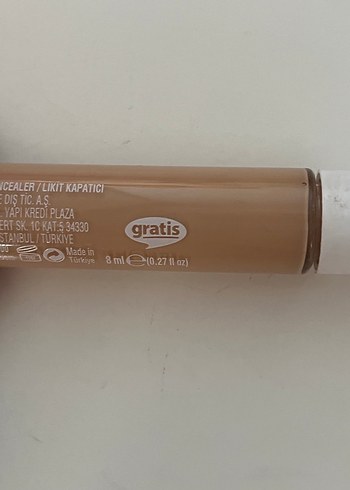 NCEALER / LİKİT KAPATICI
E DIŞ TİC. A.Ş
. YAPI KREDİ PLAZA
ERT SK. 1C KAT:5 34330
STANBUL / TÜRKİYE
Made in
Türkiye
gratis
8 ml e (0.27 fl oz)